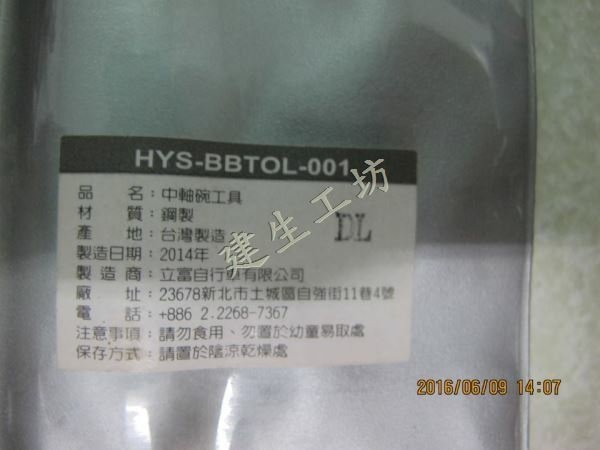 HYS-BBTOL-001
品　　名：中軸碗工具
材　　質：鋼製
產　　地：台灣製造
DL
製造日期：2014年
製 造 商：立富自行車有限公司
廠　　址：23678新北市土城區自強街11巷4號
電　　話：+886 2.2268-7367
注意事項：請勿食用、勿置於幼童易取處
保存方式：請置於陰涼乾燥處
建生工坊
2016/06/09 14:07